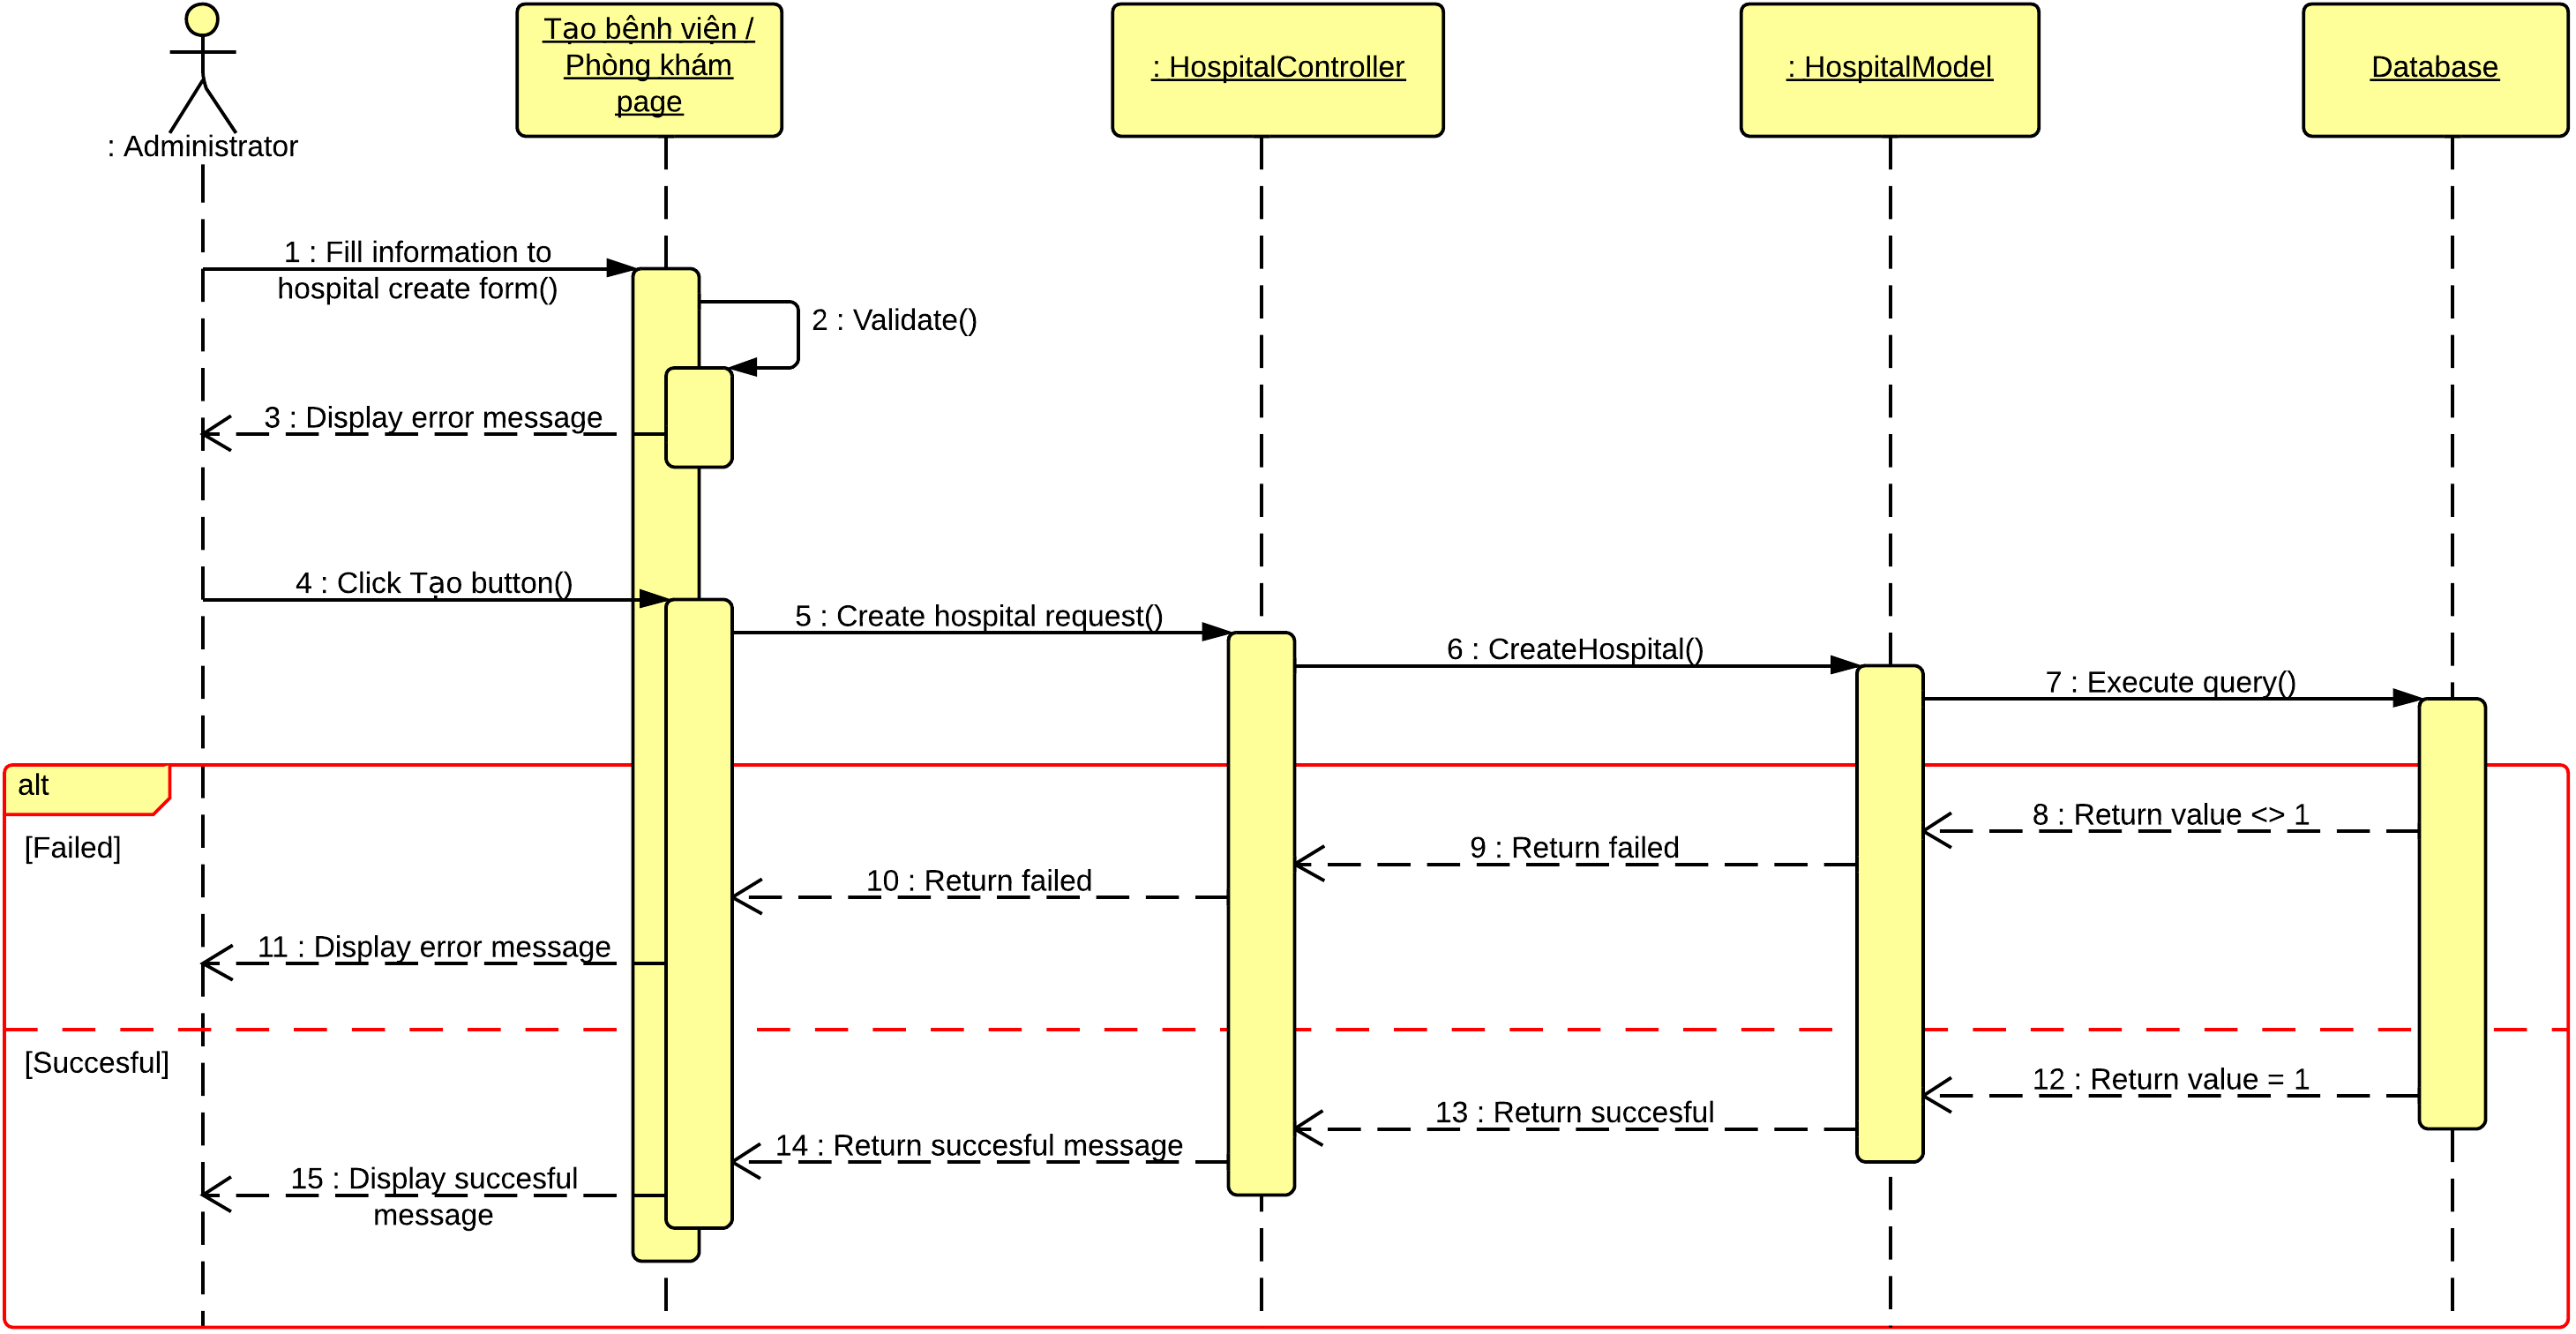 Tạo bệnh viện /
Phòng khám
page
: HospitalController
: HospitalModel
Database
: Administrator
1 : Fill information to
hospital create form()
2 : Validate()
3 : Display error message
4 : Click Tạo button()
5 : Create hospital request()
6 : CreateHospital()
7 : Execute query()
alt
[Failed]
8 : Return value <> 1
9 : Return failed
10 : Return failed
11 : Display error message
[Succesful]
12 : Return value = 1
13 : Return succesful
14 : Return succesful message
15 : Display succesful
message